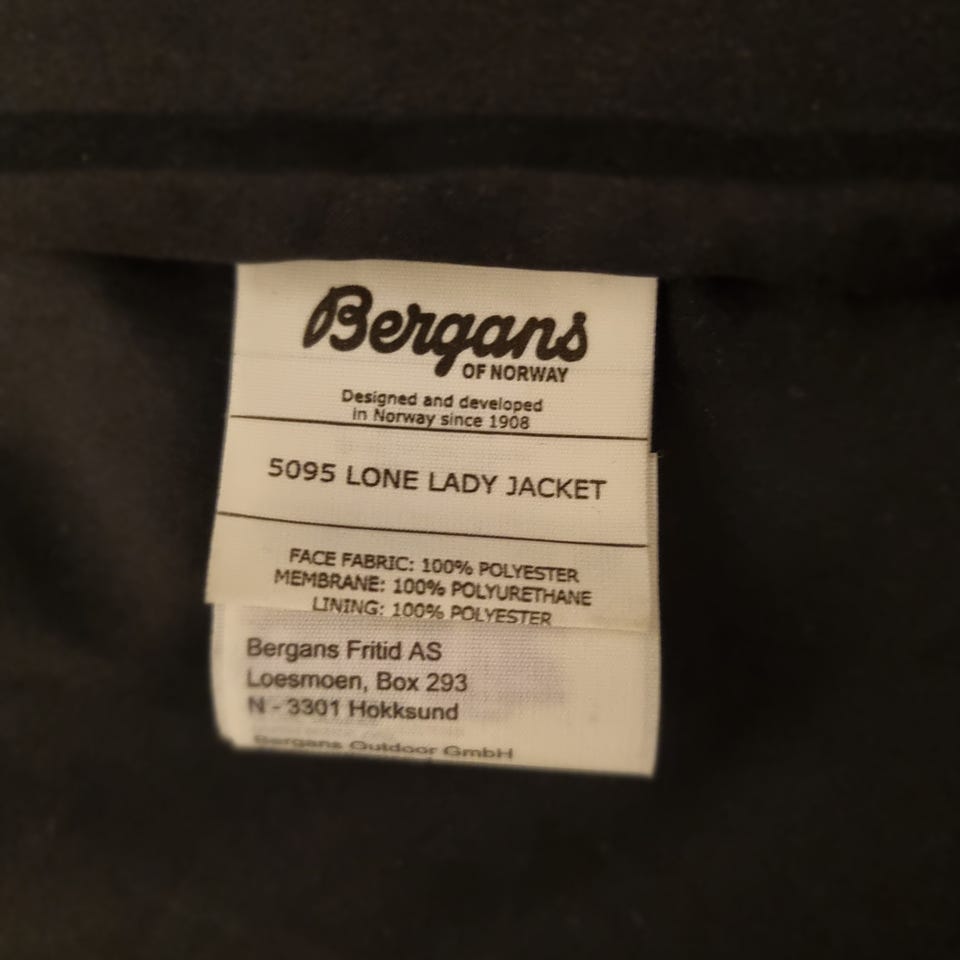 Bergans
OF NORWAY
Designed and developed
in Norway since 1908
5095 LONE LADY JACKET
FACE FABRIC: 100% POLYESTER
MEMBRANE: 100% POLYURETHANE
LINING: 100% POLYESTER
Bergans Fritid AS
Loesmoen, Box 293
N - 3301 Hokksund
Bergans Outdoor GmbH